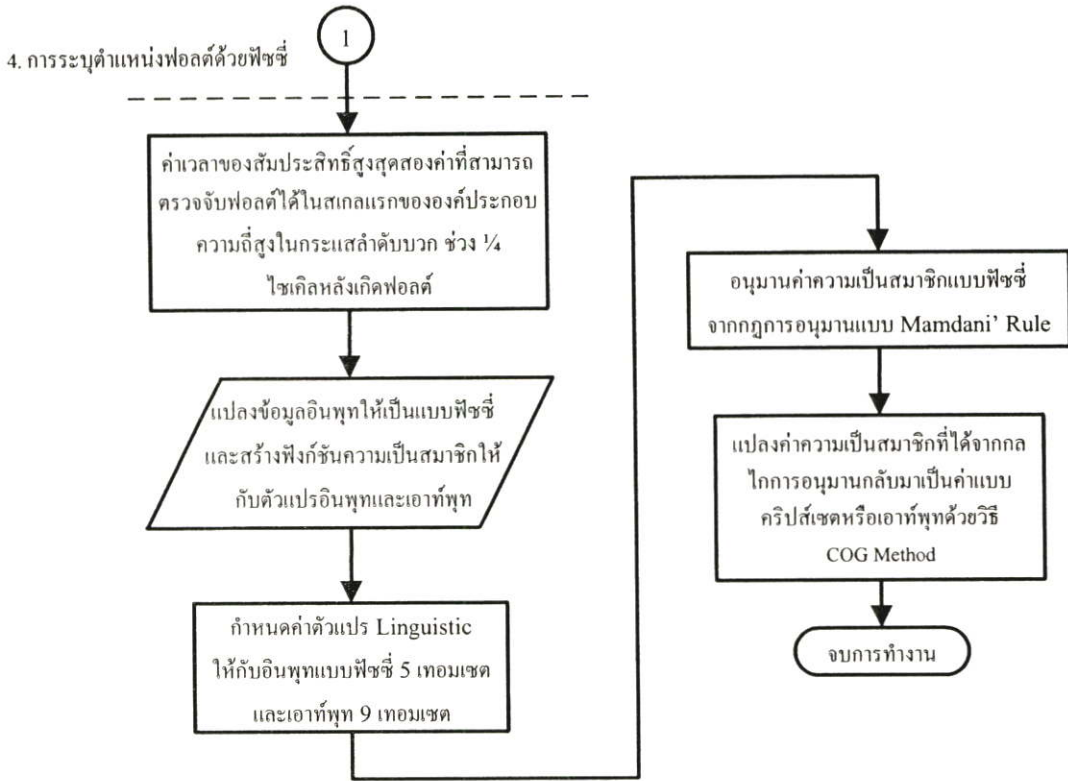 1
4. การระบุตำแหน่งฟอลต์ด้วยฟัซซี่
ค่าเวลาของสัมประสิทธิ์สูงสุดสองค่าที่สามารถ
ตรวจจับฟอลต์ได้ในสเกลแรกขององค์ประกอบ
ความถี่สูงในกระแสลำดับบวก ช่วง ¼
ไซเกิลหลังเกิดฟอลต์
แปลงข้อมูลอินพุทให้เป็นแบบฟัซซี่
และสร้างฟังก์ชันความเป็นสมาชิกให้
กับตัวแปรอินพุทและเอาท์พุท
กำหนดค่าตัวแปร Linguistic
ให้กับอินพุทแบบฟัซซี่ 5 เทอมเซต
และเอาท์พุท 9 เทอมเซต
อนุมานค่าความเป็นสมาชิกแบบฟัซซี่
จากกฎการอนุมานแบบ Mamdani’ Rule
แปลงค่าความเป็นสมาชิกที่ได้จากกล
ไกการอนุมานกลับมาเป็นค่าแบบ
คริปส์เซตหรือเอาท์พุทด้วยวิธี
COG Method
จบการทำงาน